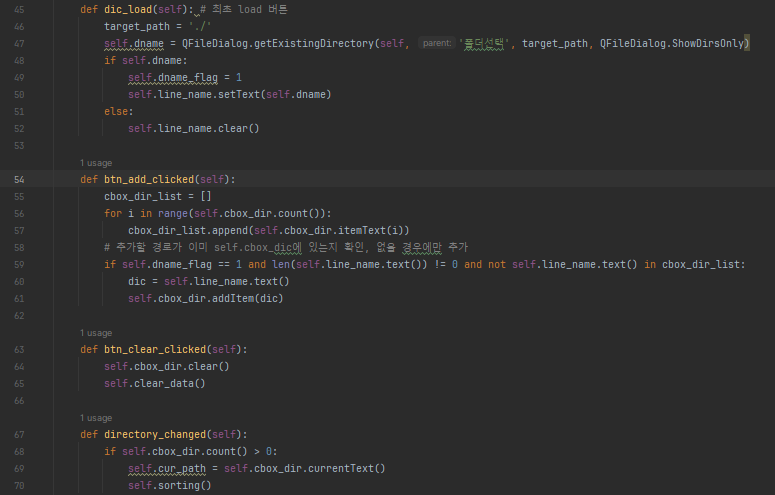 45 def dic_load(self): # 최초 load 버튼
46 target_path = './'
47 self.dname = QFileDialog.getExistingDirectory(self, parent: '폴더선택', target_path, QFileDialog.ShowDirsOnly)
48 if self.dname:
49 self.dname_flag = 1
50 self.line_name.setText(self.dname)
51 else:
52 self.line_name.clear()
53
1 usage
54 def btn_add_clicked(self):
55 cbox_dir_list = []
56 for i in range(self.cbox_dir.count()):
57 cbox_dir_list.append(self.cbox_dir.itemText(i))
58 # 추가할 경로가 이미 self.cbox_dic에 있는지 확인, 없을 경우에만 추가
59 if self.dname_flag == 1 and len(self.line_name.text()) != 0 and not self.line_name.text() in cbox_dir_list:
60 dic = self.line_name.text()
61 self.cbox_dir.addItem(dic)
62
1 usage
63 def btn_clear_clicked(self):
64 self.cbox_dir.clear()
65 self.clear_data()
66
1 usage
67 def directory_changed(self):
68 if self.cbox_dir.count() > 0:
69 self.cur_path = self.cbox_dir.currentText()
70 self.sorting()